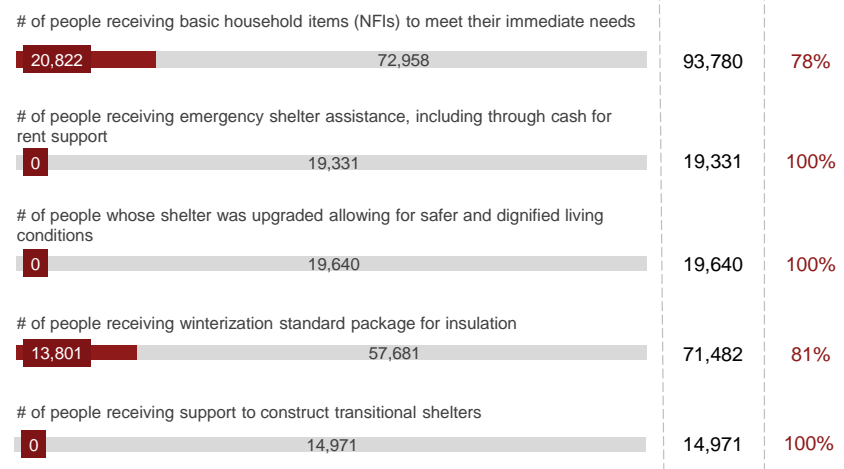 # of people receiving basic household items (NFIs) to meet their immediate needs
20,822 72,958 93,780 78%
# of people receiving emergency shelter assistance, including through cash for
rent support
0 19,331 19,331 100%
# of people whose shelter was upgraded allowing for safer and dignified living
conditions
0 19,640 19,640 100%
# of people receiving winterization standard package for insulation
13,801 57,681 71,482 81%
# of people receiving support to construct transitional shelters
0 14,971 14,971 100%